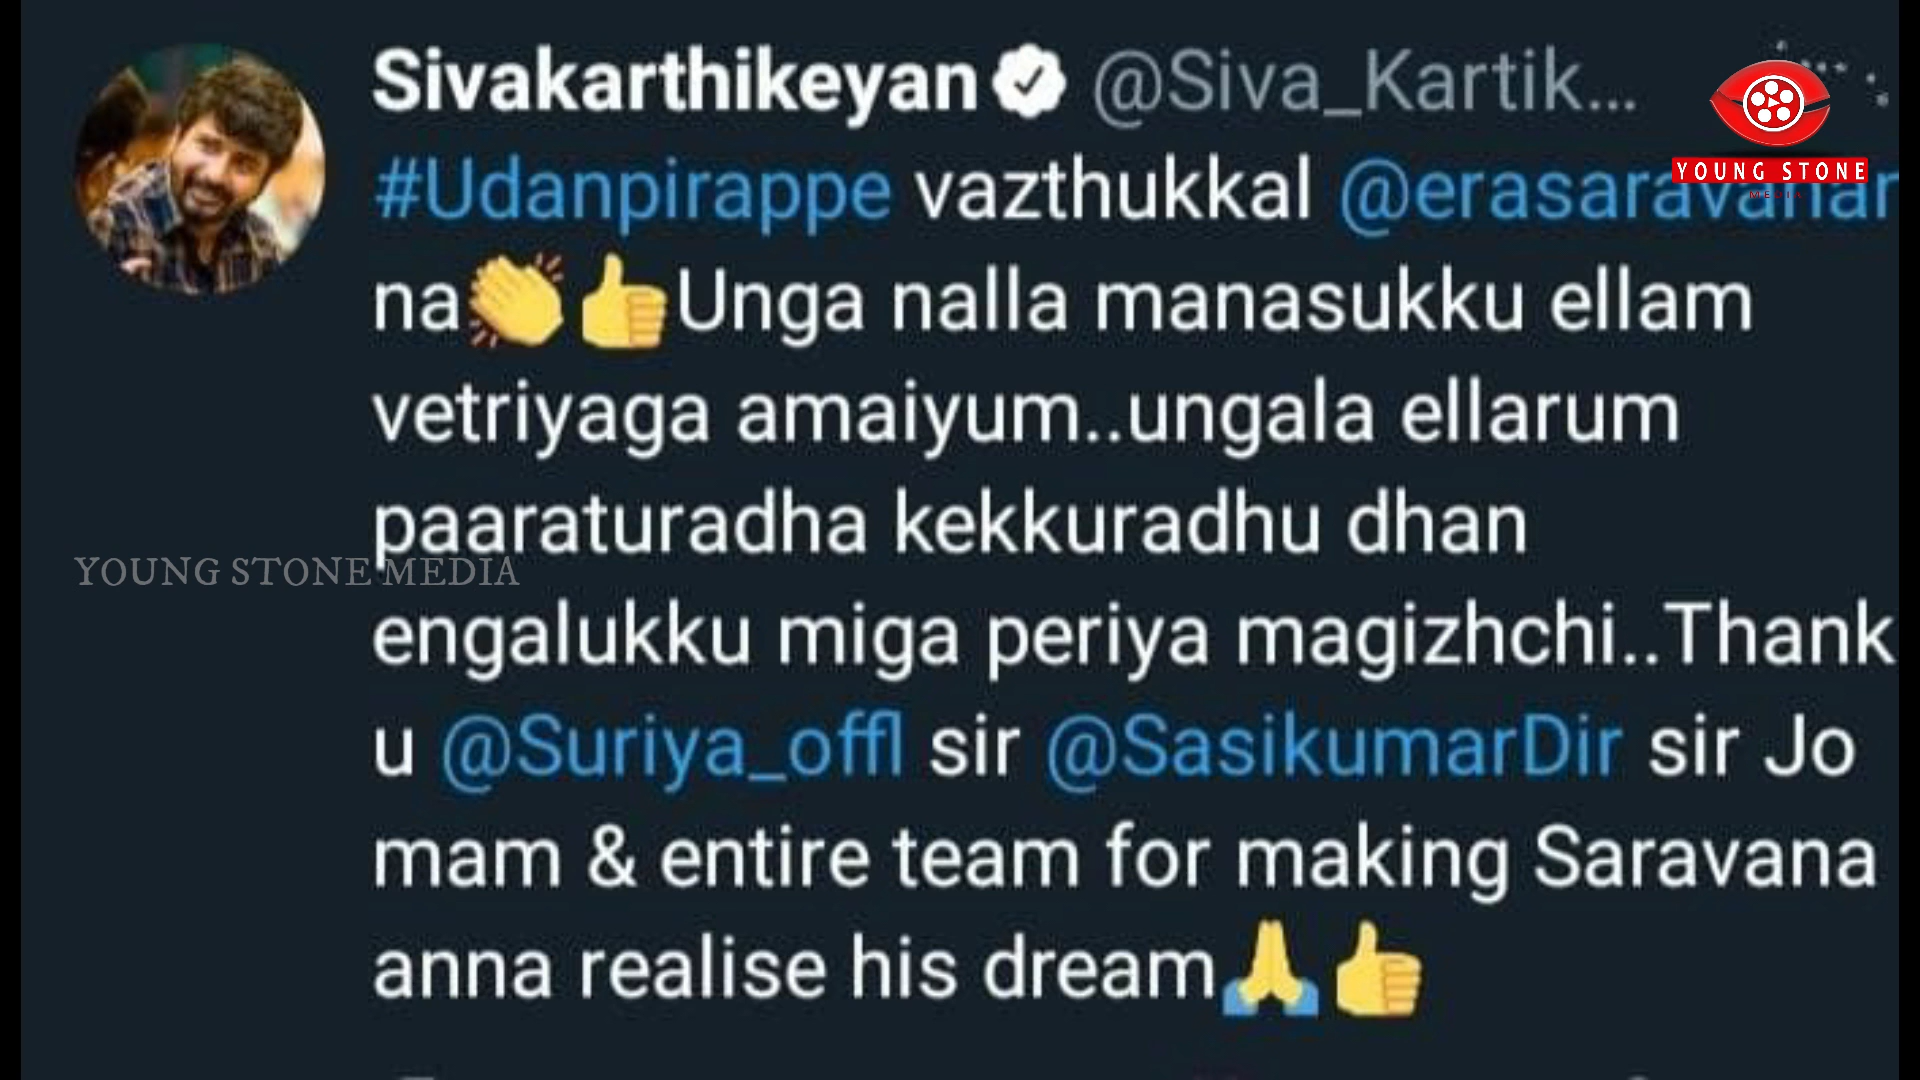 Sivakarthikeyan @Siva_Kartik...
#Udanpirappe vazthukkal @erasaravanan
na👏👍Unga nalla manasukku ellam
vetriyaga amaiyum..ungala ellarum
paaraturadha kekkuradhu dhan
engalukku miga periya magizhchi..Thank
u @Suriya_offl sir @SasikumarDir sir Jo
mam & entire team for making Saravana
anna realise his dream🙏👍
YOUNG STONE
MEDIA
YOUNG STONE MEDIA